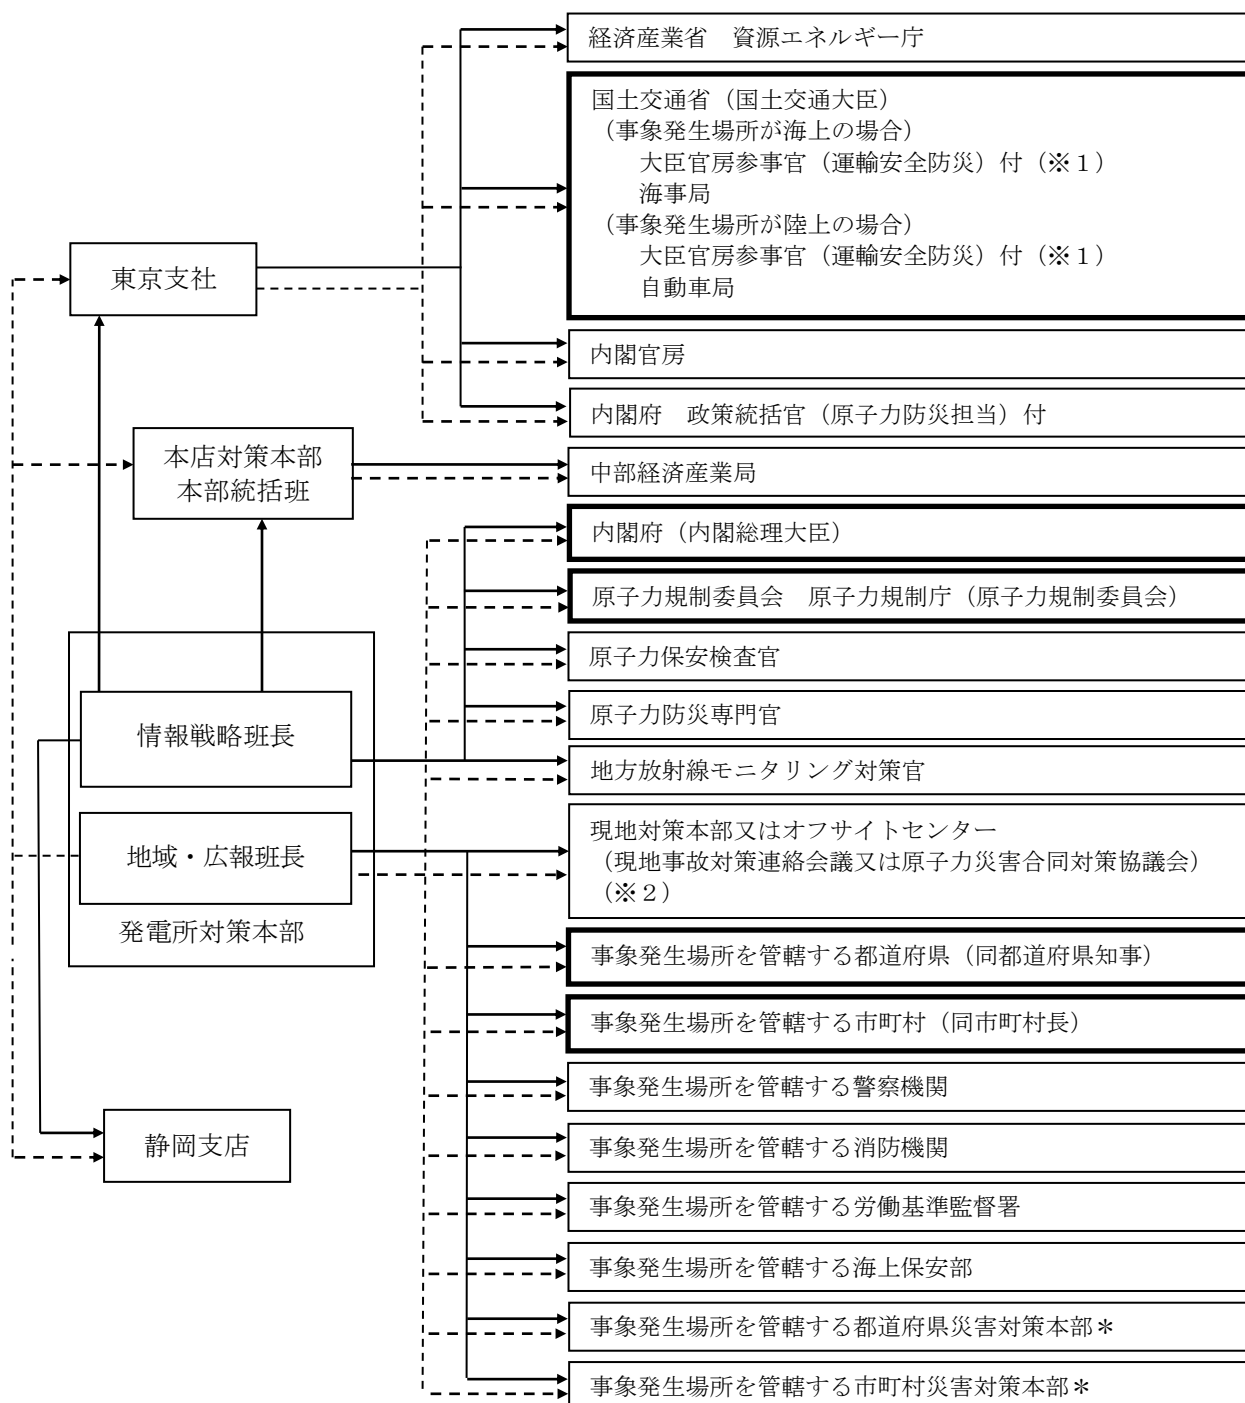 経済産業省　資源エネルギー庁
国土交通省（国土交通大臣）
（事象発生場所が海上の場合）
大臣官房参事官（運輸安全防災）付（※１）
海事局
（事象発生場所が陸上の場合）
大臣官房参事官（運輸安全防災）付（※１）
自動車局
東京支社
内閣官房
内閣府　政策統括官（原子力防災担当）付
本店対策本部
本部統括班
中部経済産業局
内閣府（内閣総理大臣）
原子力規制委員会　原子力規制庁（原子力規制委員会）
原子力保安検査官
原子力防災専門官
情報戦略班長
地方放射線モニタリング対策官
地域・広報班長
発電所対策本部
現地対策本部又はオフサイトセンター
（現地事故対策連絡会議又は原子力災害合同対策協議会）
（※２）
事象発生場所を管轄する都道府県（同都道府県知事）
事象発生場所を管轄する市町村（同市町村長）
事象発生場所を管轄する警察機関
静岡支店
事象発生場所を管轄する消防機関
事象発生場所を管轄する労働基準監督署
事象発生場所を管轄する海上保安部
事象発生場所を管轄する都道府県災害対策本部＊
事象発生場所を管轄する市町村災害対策本部＊